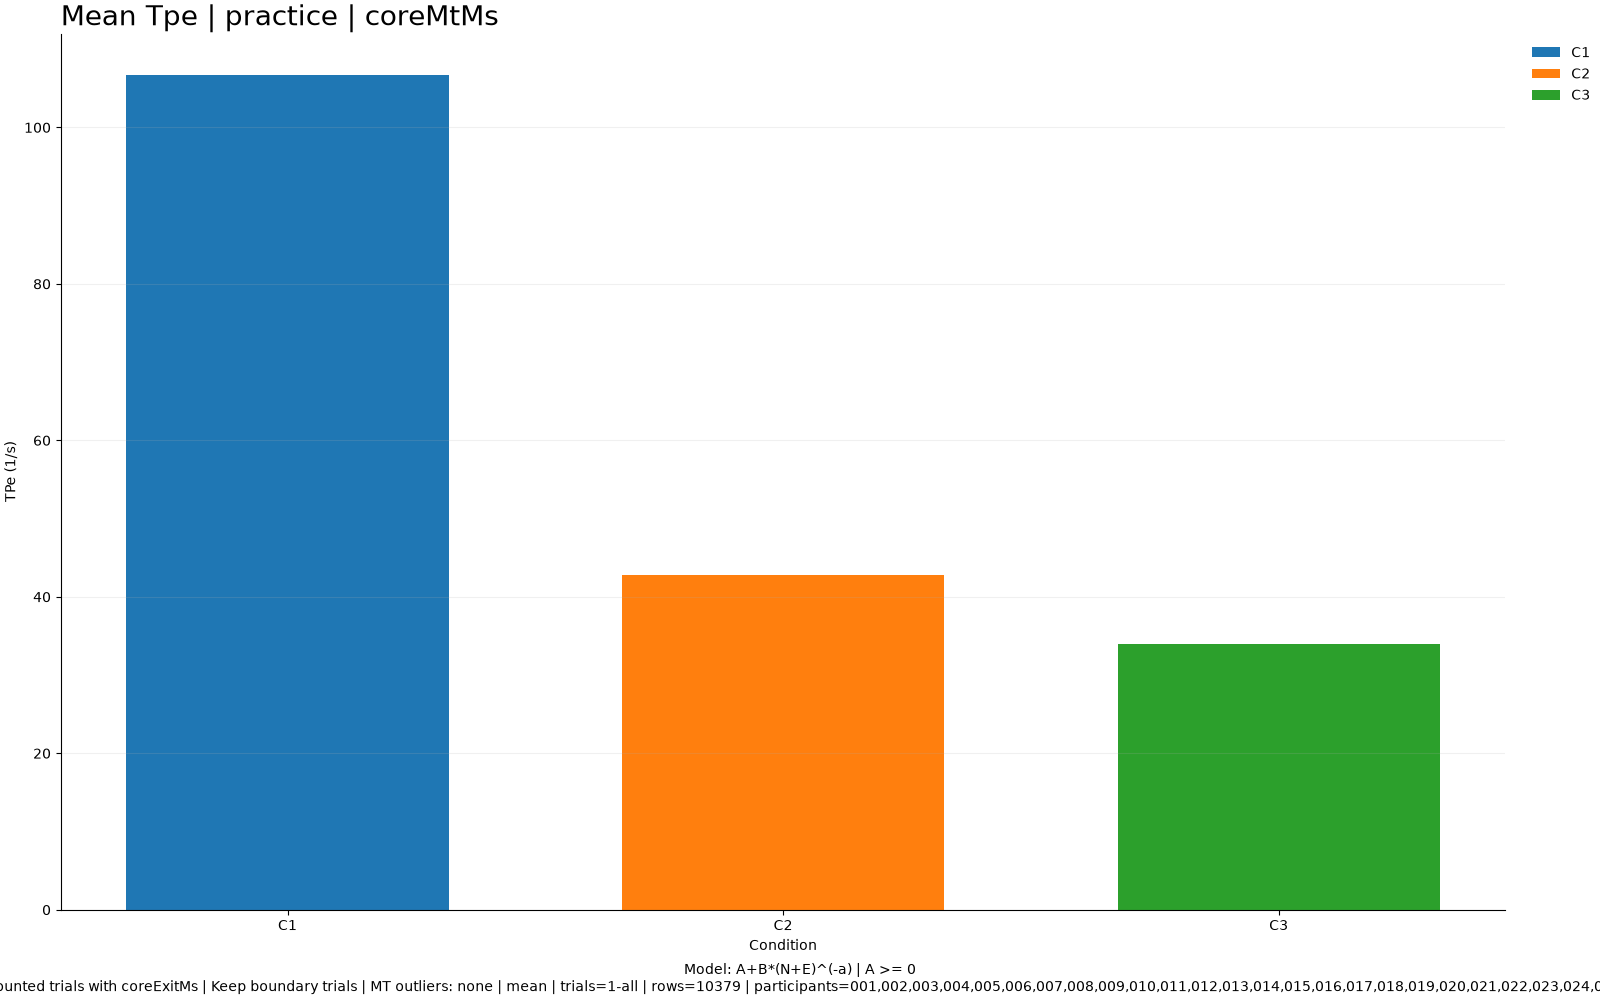 Mean Tpe | practice | coreMtMs
C1
C2
C3
100
80
60
40
20
0
TPe (1/s)
C1
C2
C3
Condition
Model: A+B*(N+E)^(-a) | A >= 0
ounted trials with coreExitMs | Keep boundary trials | MT outliers: none | mean | trials=1-all | rows=10379 | participants=001,002,003,004,005,006,007,008,009,010,011,012,013,014,015,016,017,018,019,020,021,022,023,024,0